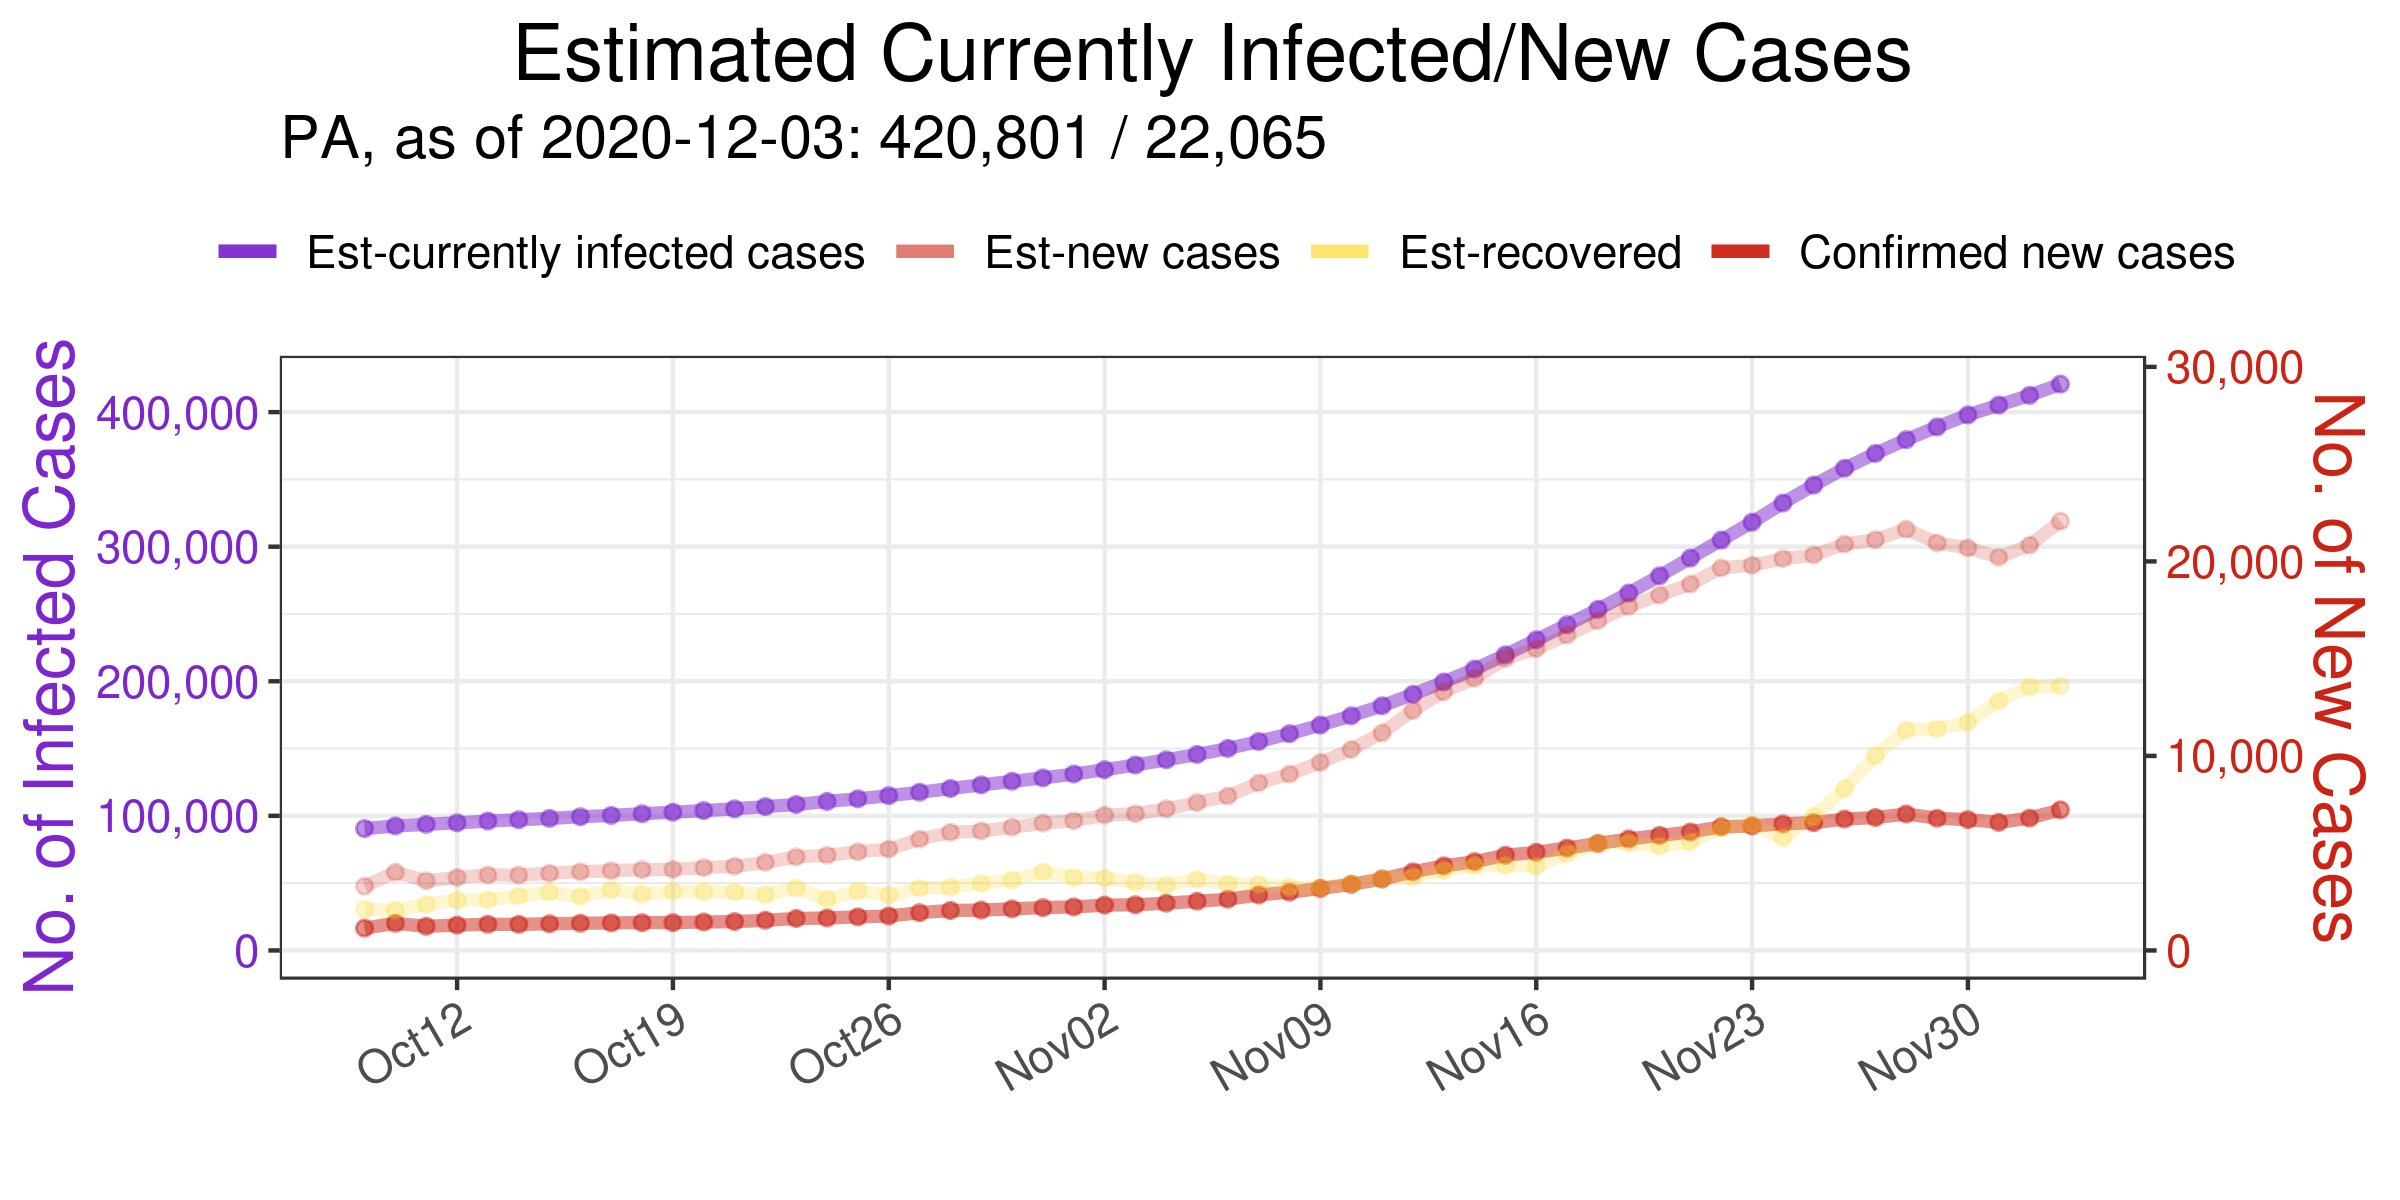 Estimated Currently Infected/New Cases
PA, as of 2020-12-03: 420,801 / 22,065
Est-currently infected cases Est-new cases Est-recovered Confirmed new cases
No. of Infected Cases
400,000
300,000
200,000
100,000
0
30,000
20,000
10,000
0
No. of New Cases
Oct12 Oct19 Oct26 Nov02 Nov09 Nov16 Nov23 Nov30